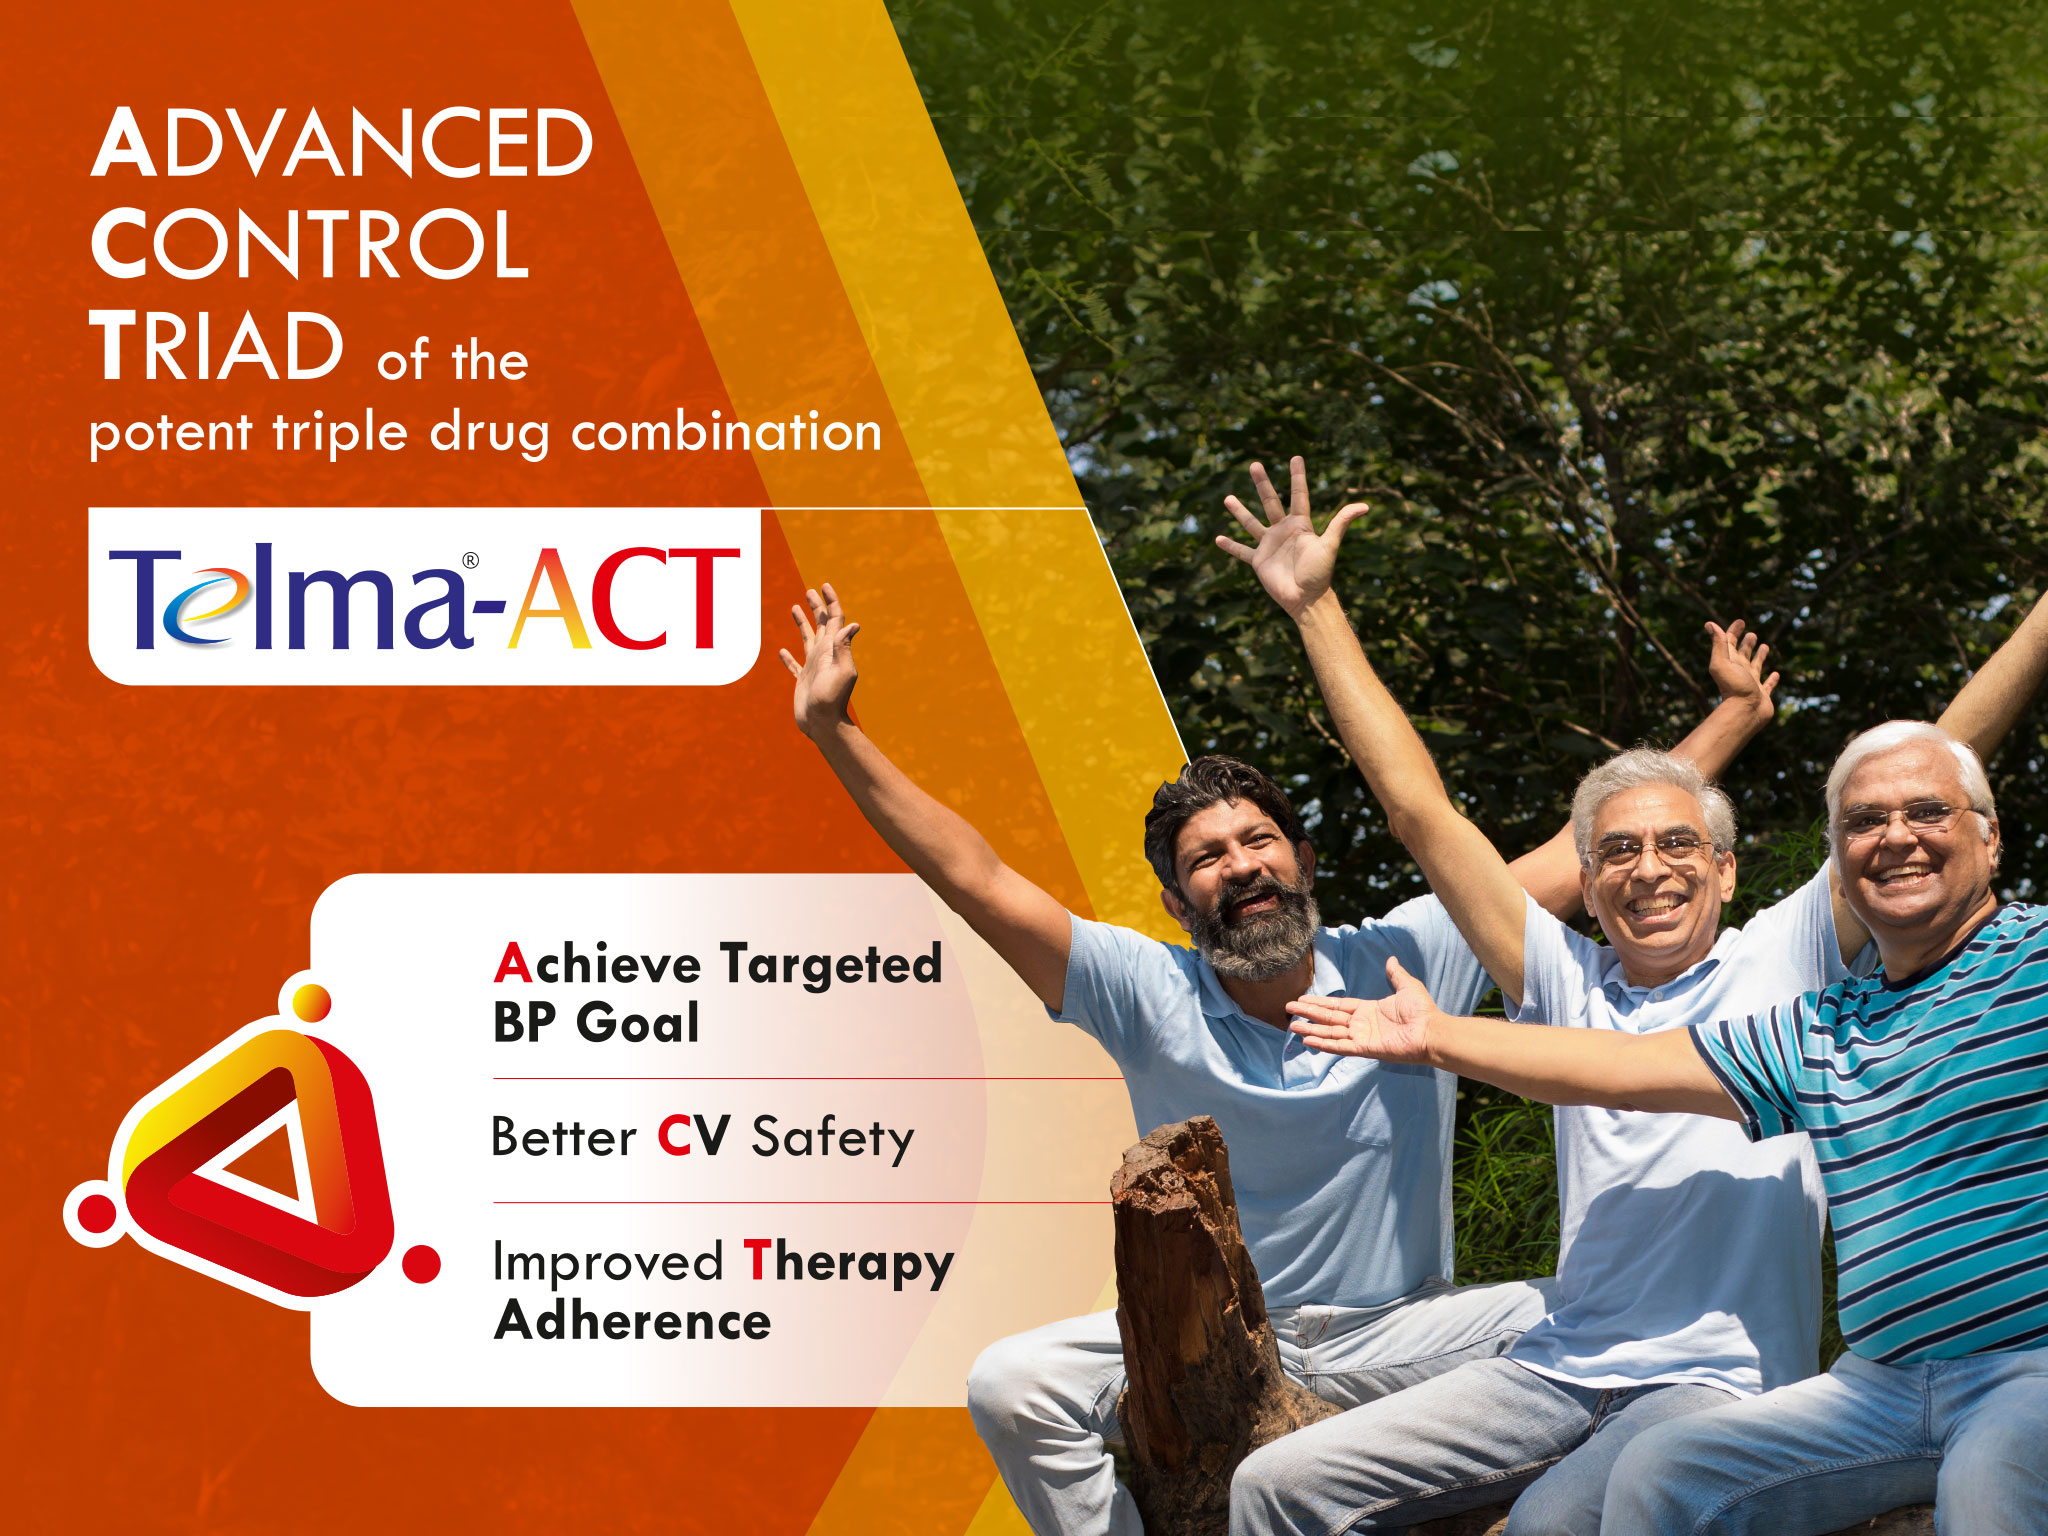 ADVANCED
CONTROL
TRIAD of the
potent triple drug combination
Telma®-ACT
Achieve Targeted
BP Goal
Better CV Safety
Improved Therapy
Adherence